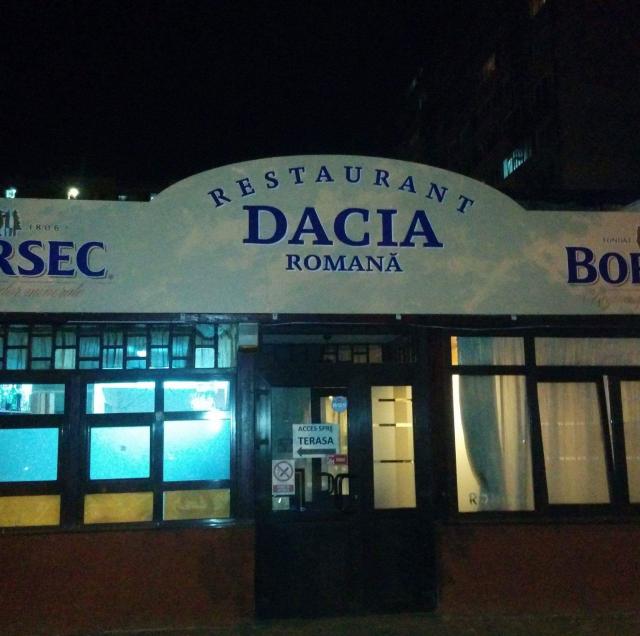 RESTAURANT
DACIA
ROMANĂ
1806
RSEC
BOR
ACCES SPRE
TERASA